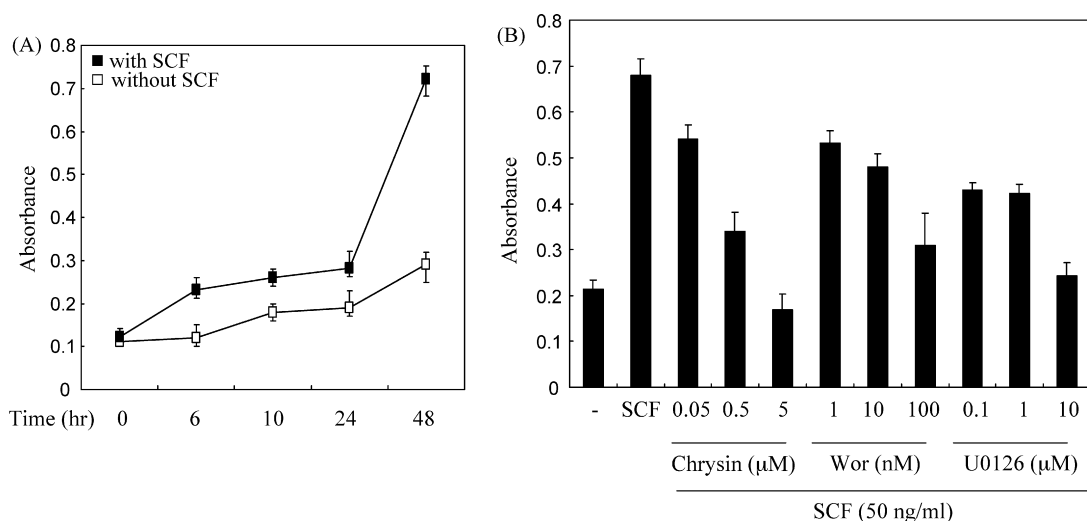 (A)
0.8
0.7
0.6
0.5
0.4
0.3
0.2
0.1
0
Absorbance
with SCF
without SCF
Time (hr) 0 6 10 24 48
(B)
0.8
0.7
0.6
0.5
0.4
0.3
0.2
0.1
0
Absorbance
- SCF 0.05 0.5 5 1 10 100 0.1 1 10
Chrysin (μM) Wor (nM) U0126 (μM)
SCF (50 ng/ml)